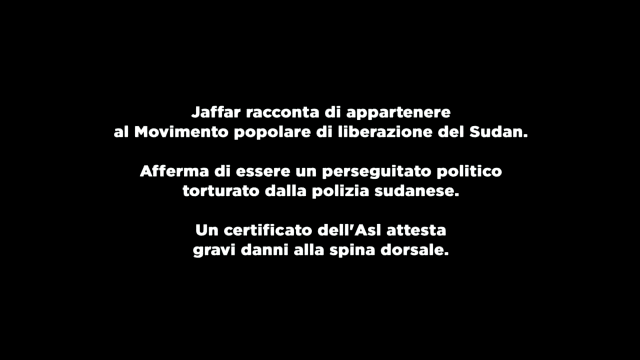 Jaffar racconta di appartenere
al Movimento popolare di liberazione del Sudan.
Afferma di essere un perseguitato politico
torturato dalla polizia sudanese.
Un certificato dell'Asl attesta
gravi danni alla spina dorsale.